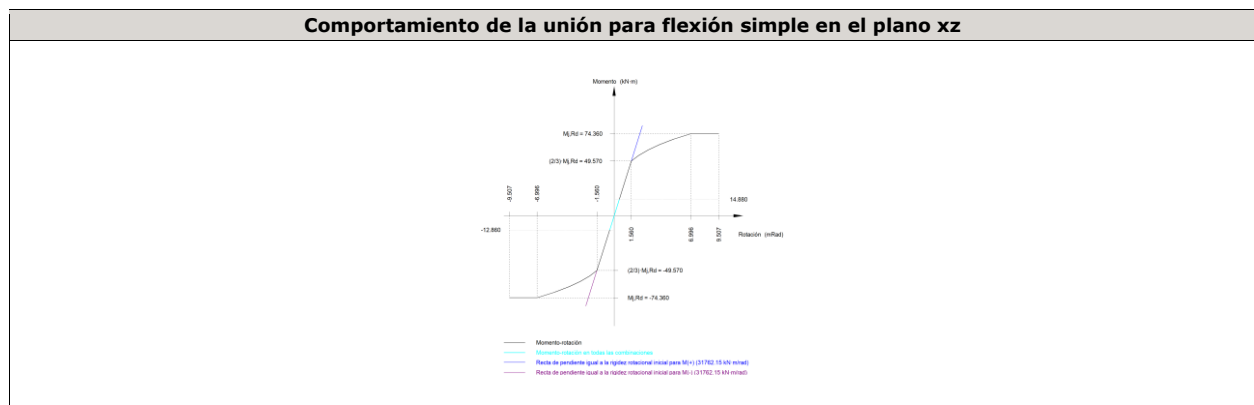 Comportamiento de la unión para flexión simple en el plano xz
Momento (kN·m)
Mj,Rd = 74.360
(2/3)·Mj,Rd = 49.570
-9.507
-6.996
-1.560
14.880
-12.880
1.560
6.996
9.507
Rotación (mRad)
(2/3)·Mj,Rd = -49.570
Mj,Rd = -74.360
Momento-rotación
Momento-rotación en todas las combinaciones
Recta de pendiente igual a la rigidez rotacional inicial para M(+) (31762.15 kN·m/rad)
Recta de pendiente igual a la rigidez rotacional inicial para M(-) (31762.15 kN·m/rad)